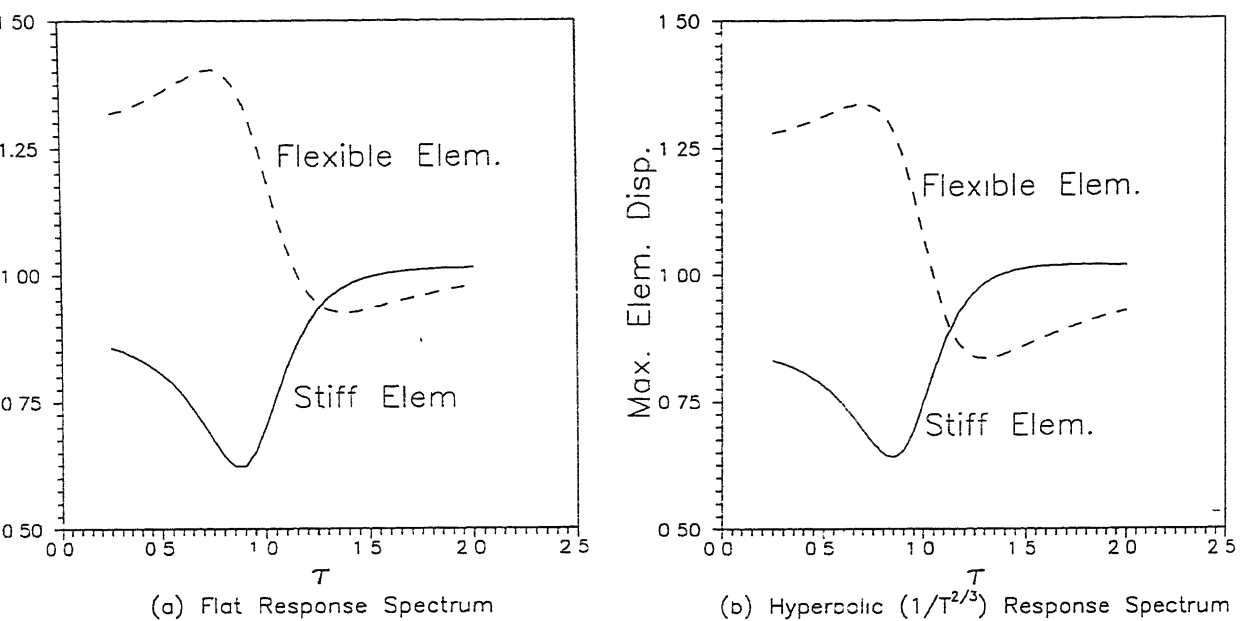 1 50
1.25
1 00
0 75
0 50
0 0
0 5
1 0
1 5
2 0
2 5
Flexible Elem.
Stiff Elem
τ
(a) Flat Response Spectrum
Max. Elem. Disp.
1 50
1 25
1 00
0 75
0 50
0 0
0 5
1 0
1 5
2 0
2 5
Flexible Elem.
Stiff Elem.
τ
(b) Hyperbolic (1/T^2/3) Response Spectrum